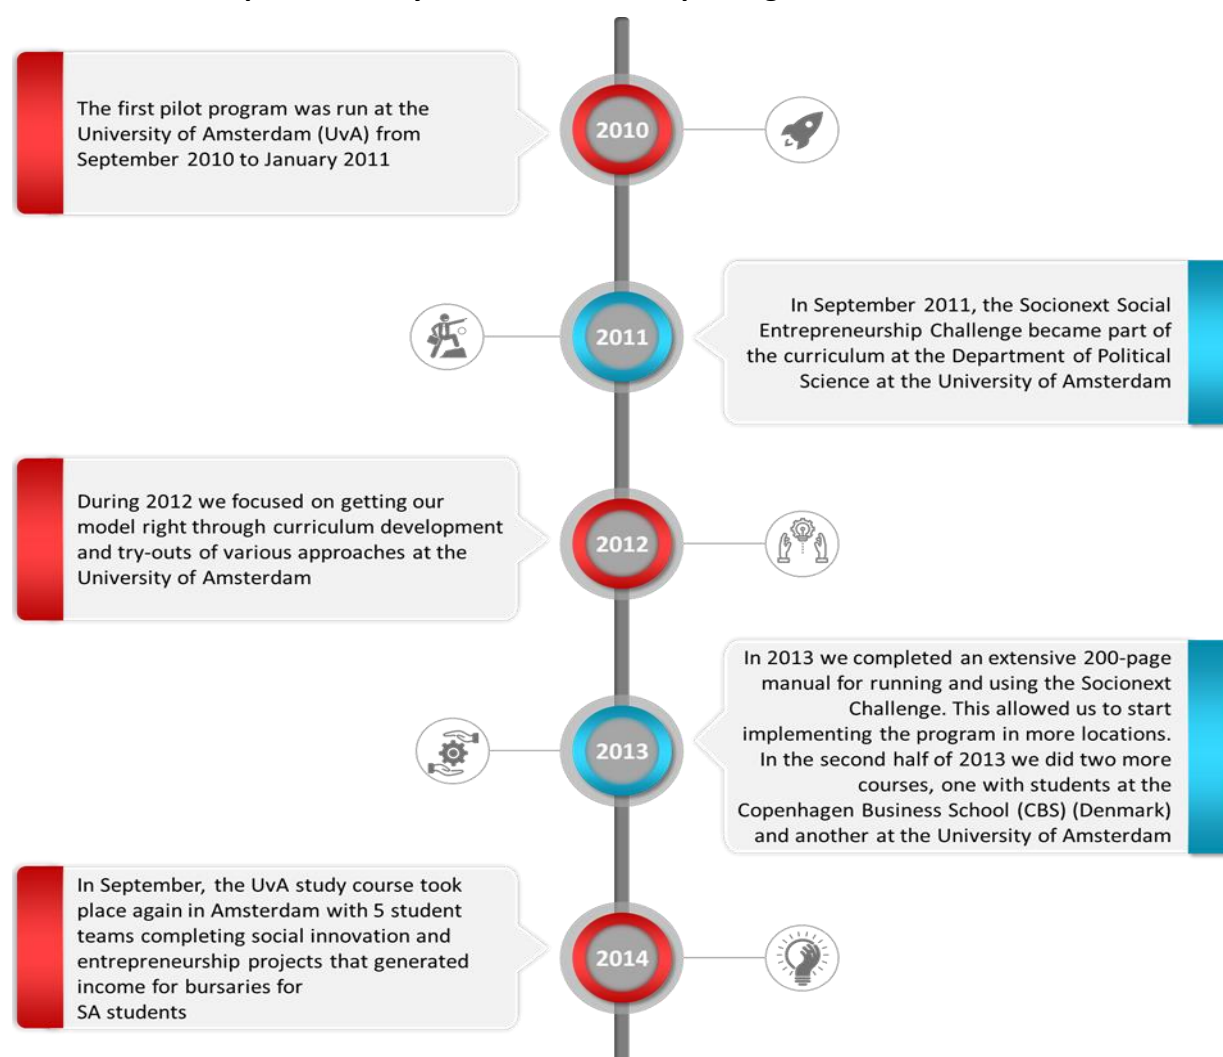 The first pilot program was run at the
University of Amsterdam (UvA) from
September 2010 to January 2011
2010
2011
In September 2011, the Socionext Social
Entrepreneurship Challenge became part of
the curriculum at the Department of Political
Science at the University of Amsterdam
During 2012 we focused on getting our
model right through curriculum development
and try-outs of various approaches at the
University of Amsterdam
2012
2013
In 2013 we completed an extensive 200-page
manual for running and using the Socionext
Challenge. This allowed us to start
implementing the program in more locations.
In the second half of 2013 we did two more
courses, one with students at the
Copenhagen Business School (CBS) (Denmark)
and another at the University of Amsterdam
In September, the UvA study course took
place again in Amsterdam with 5 student
teams completing social innovation and
entrepreneurship projects that generated
income for bursaries for
SA students
2014